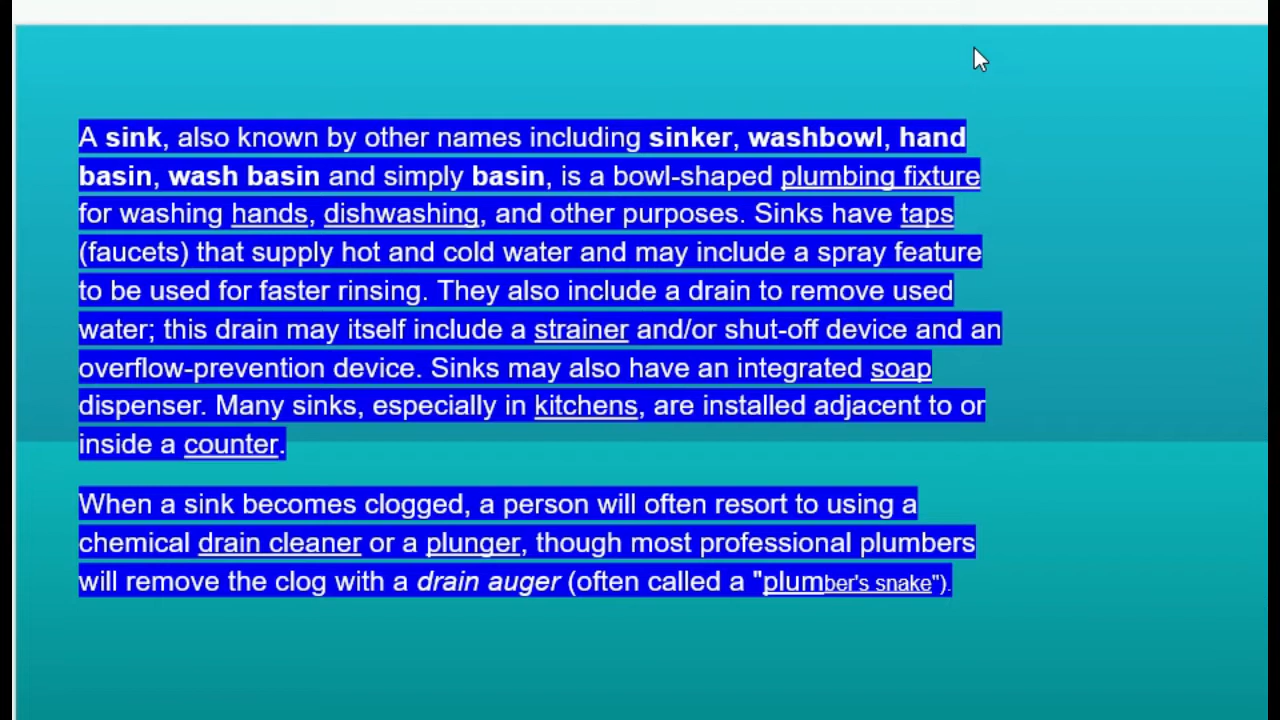 A sink, also known by other names including sinker, washbowl, hand
basin, wash basin and simply basin, is a bowl-shaped plumbing fixture
for washing hands, dishwashing, and other purposes. Sinks have taps
(faucets) that supply hot and cold water and may include a spray feature
to be used for faster rinsing. They also include a drain to remove used
water; this drain may itself include a strainer and/or shut-off device and an
overflow-prevention device. Sinks may also have an integrated soap
dispenser. Many sinks, especially in kitchens, are installed adjacent to or
inside a counter.
When a sink becomes clogged, a person will often resort to using a
chemical drain cleaner or a plunger, though most professional plumbers
will remove the clog with a drain auger (often called a "plumber's snake").